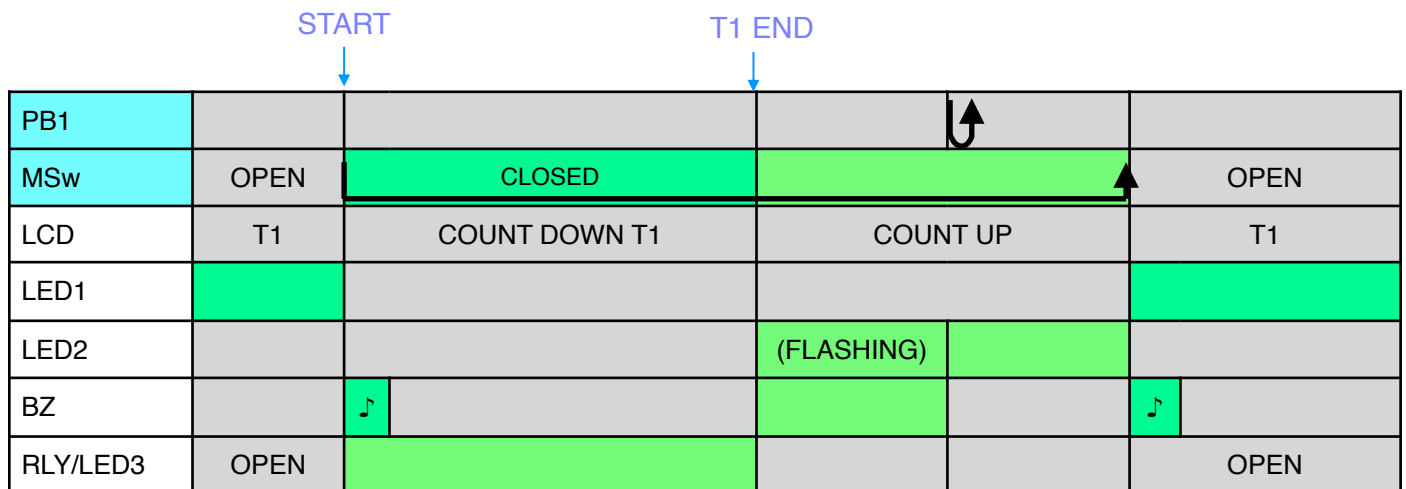 START T1 END
PB1
MSw OPEN CLOSED OPEN
LCD T1 COUNT DOWN T1 COUNT UP T1
LED1
LED2 (FLASHING)
BZ ♪ ♪
RLY/LED3 OPEN OPEN